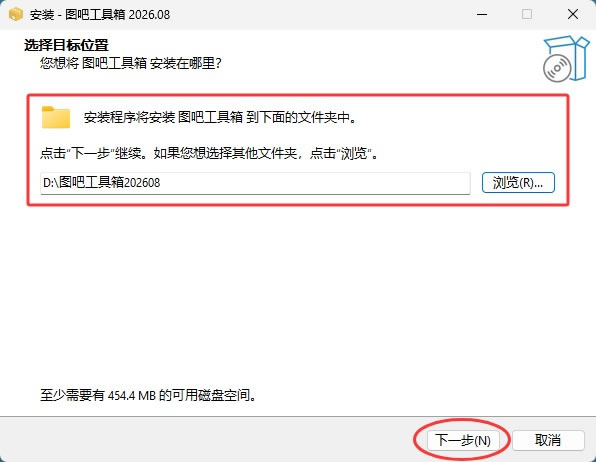 安装 - 图吧工具箱 2026.08
选择目标位置
您想将 图吧工具箱 安装在哪里?
安装程序将安装 图吧工具箱 到下面的文件夹中。
点击“下一步”继续。如果您想选择其他文件夹，点击“浏览”。
D:\图吧工具箱202608
浏览(R)...
至少需要有 454.4 MB 的可用磁盘空间。
下一步(N)
取消